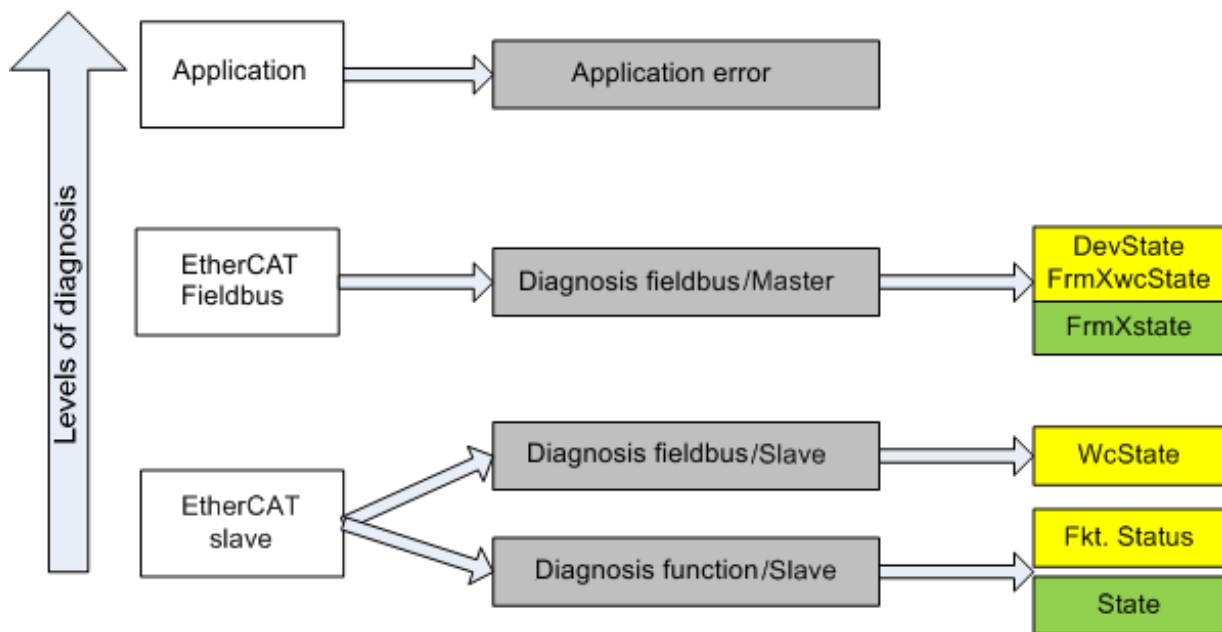 Levels of diagnosis
Application
Application error
EtherCAT
Fieldbus
Diagnosis fieldbus/Master
DevState
FrmXwcState
FrmXstate
EtherCAT
slave
Diagnosis fieldbus/Slave
WcState
Diagnosis function/Slave
Fkt. Status
State